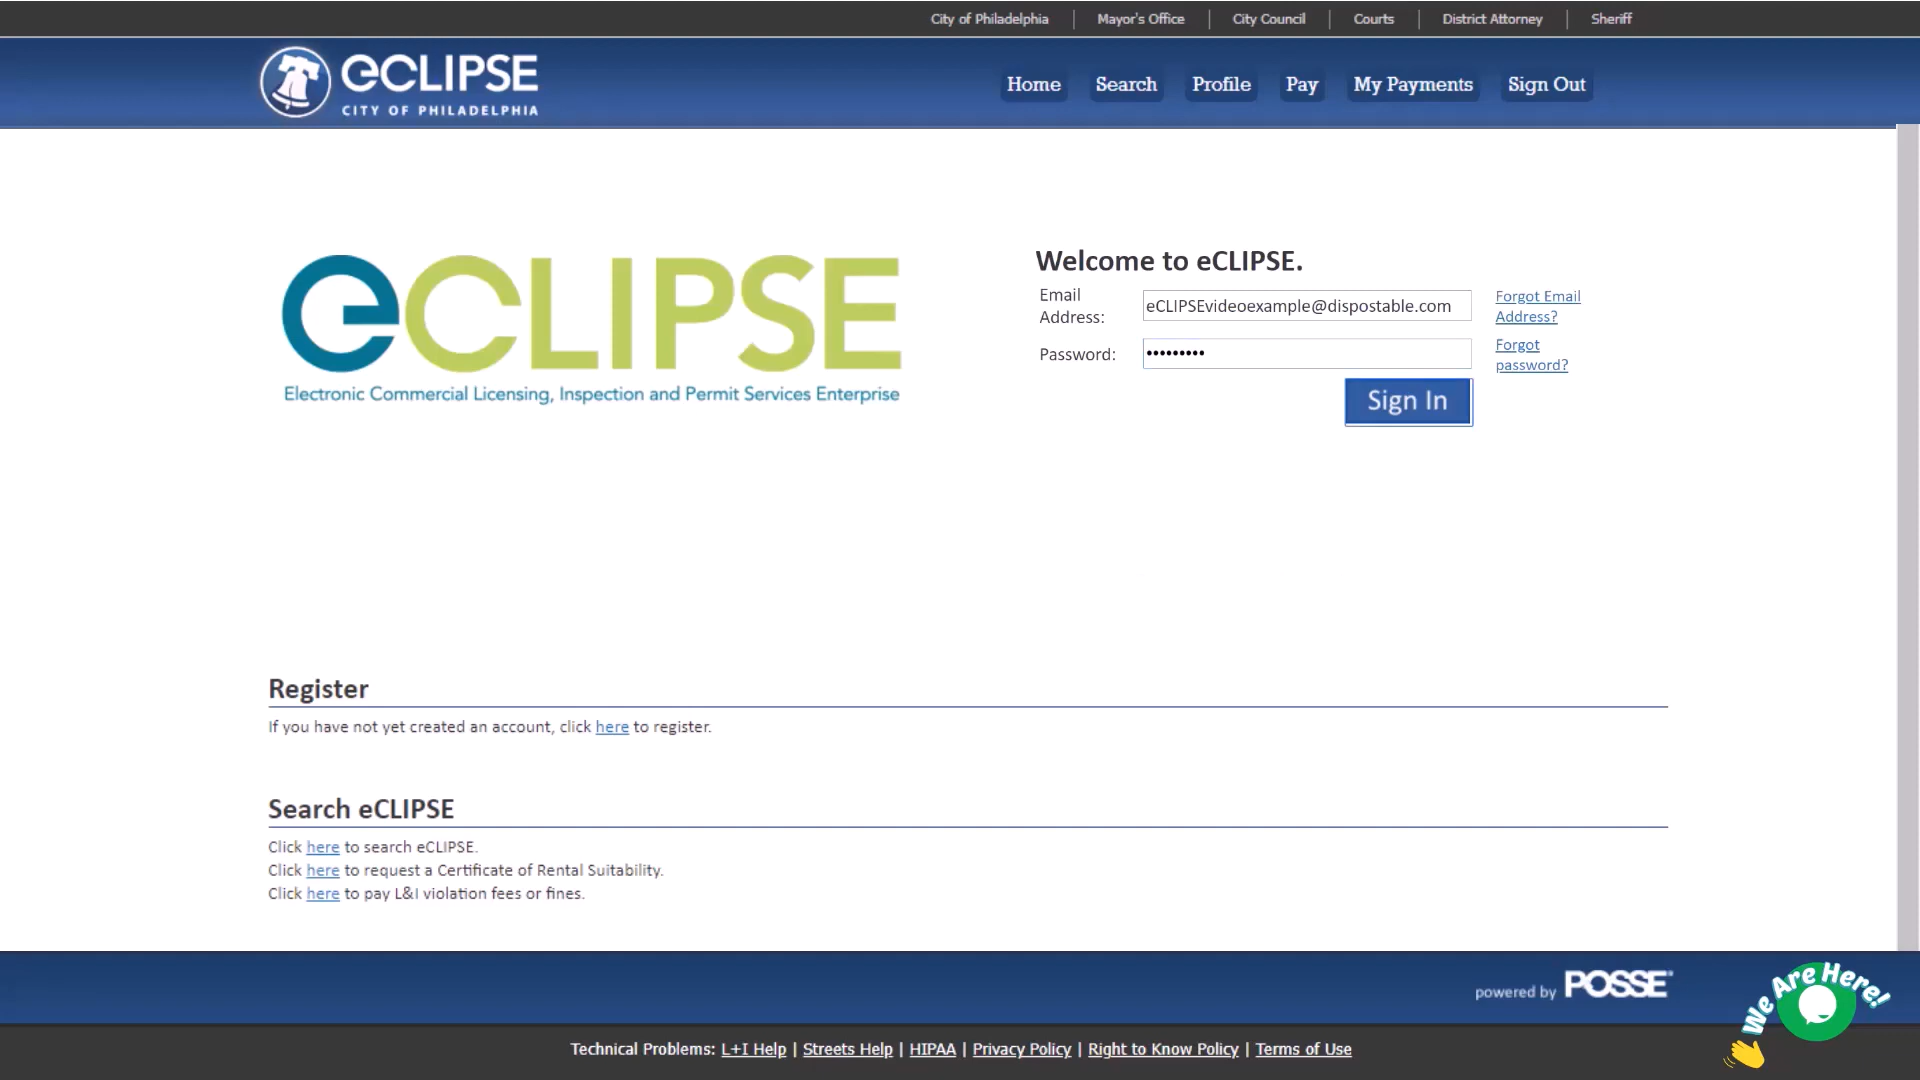 City of Philadelphia | Mayor's Office | City Council | Courts | District Attorney | Sheriff
eCLIPSE
CITY OF PHILADELPHIA
Home Search Profile Pay My Payments Sign Out
eCLIPSE
Electronic Commercial Licensing, Inspection and Permit Services Enterprise
Welcome to eCLIPSE.
Email Address: eCLIPSEvideoexample@dispostable.com Forgot Email Address?
Password: ••••••••• Forgot password?
Sign In
Register
If you have not yet created an account, click here to register.
Search eCLIPSE
Click here to search eCLIPSE.
Click here to request a Certificate of Rental Suitability.
Click here to pay L&I violation fees or fines.
powered by POSSE
We Are Here!
Technical Problems: L+I Help | Streets Help | HIPAA | Privacy Policy | Right to Know Policy | Terms of Use